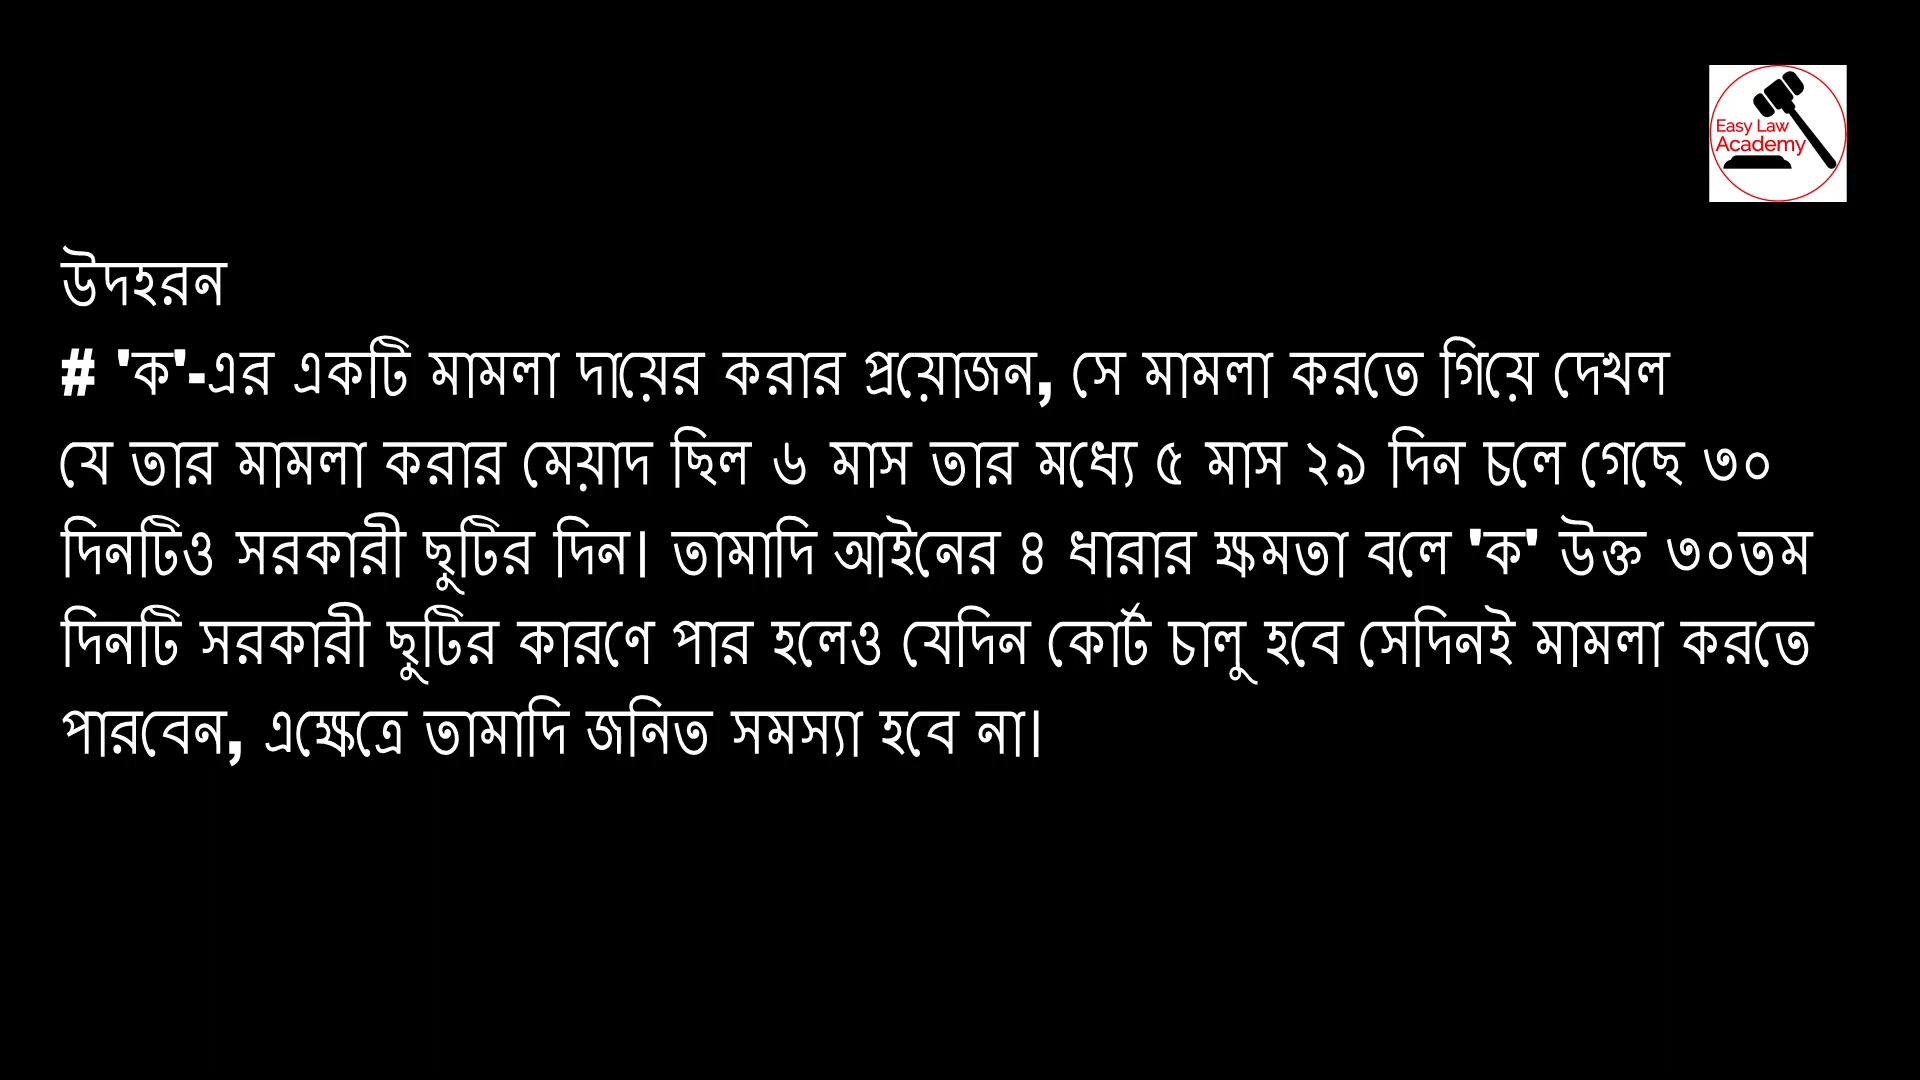 Easy Law
Academy
উদহরন
# 'ক'-এর একটি মামলা দায়ের করার প্রয়োজন, সে মামলা করতে গিয়ে দেখল
যে তার মামলা করার মেয়াদ ছিল ৬ মাস তার মধ্যে ৫ মাস ২৯ দিন চলে গেছে ৩০
দিনটিও সরকারী ছুটির দিন। তামাদি আইনের ৪ ধারার ক্ষমতা বলে 'ক' উক্ত ৩০তম
দিনটি সরকারী ছুটির কারণে পার হলেও যেদিন কোর্ট চালু হবে সেদিনই মামলা করতে
পারবেন, এক্ষেত্রে তামাদি জনিত সমস্যা হবে না।